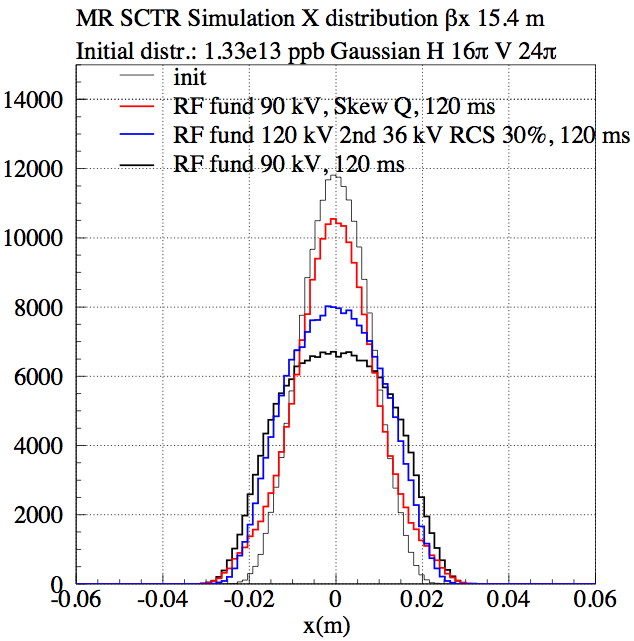 MR SCTR Simulation X distribution βx 15.4 m
Initial distr.: 1.33e13 ppb Gaussian H 16π V 24π
init
RF fund 90 kV, Skew Q, 120 ms
RF fund 120 kV 2nd 36 kV RCS 30%, 120 ms
RF fund 90 kV, 120 ms
14000
12000
10000
8000
6000
4000
2000
0
-0.06 -0.04 -0.02 0 0.02 0.04 0.06
x(m)